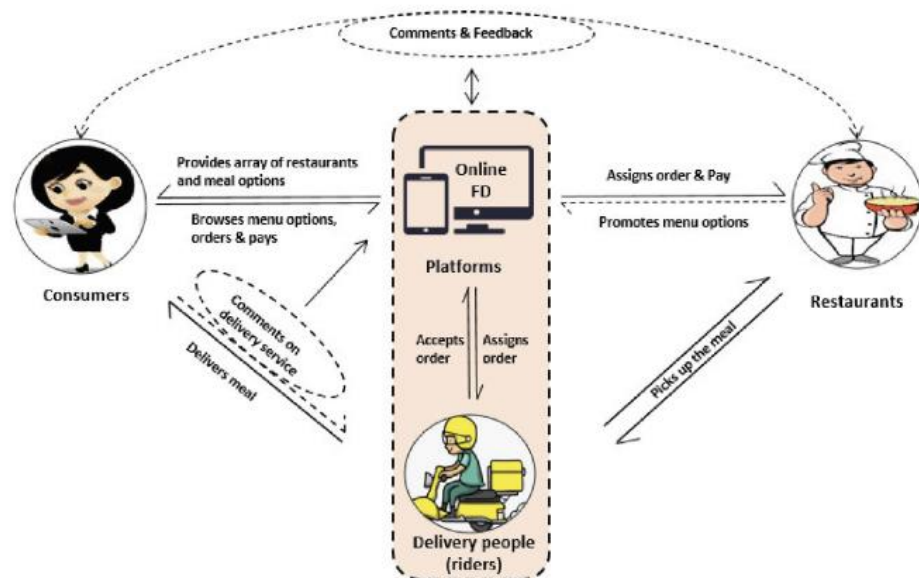 Comments & Feedback
Provides array of restaurants
and meal options
Browses menu options,
orders & pays
Consumers
Online
FD
Platforms
Assigns order & Pay
Promotes menu options
Restaurants
Comments on
delivery service
Delivers meal
Accepts
order
Assigns
order
Picks up the meal
Delivery people
(riders)